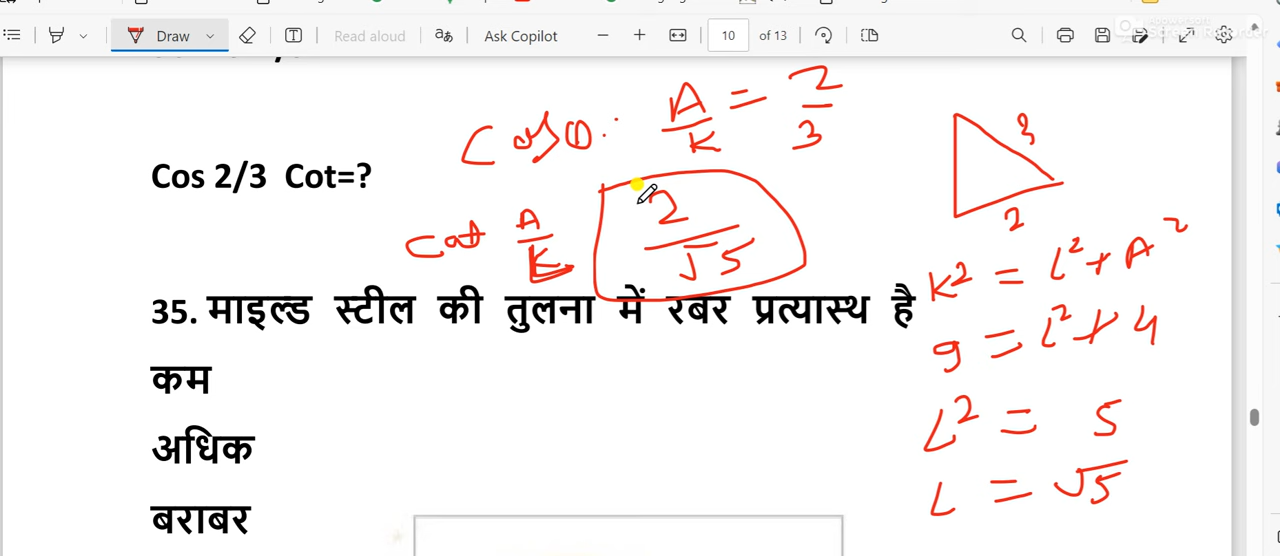 Draw
Read aloud
aあ
Ask Copilot
10 of 13
Cosθ: A/K = 2/3
3
2
Cos 2/3 Cot=?
cot A/K 2/√5
K² = L² + A²
9 = L² + 4
L² = 5
L = √5
35. माइल्ड स्टील की तुलना में रबर प्रत्यास्थ है
कम
अधिक
बराबर